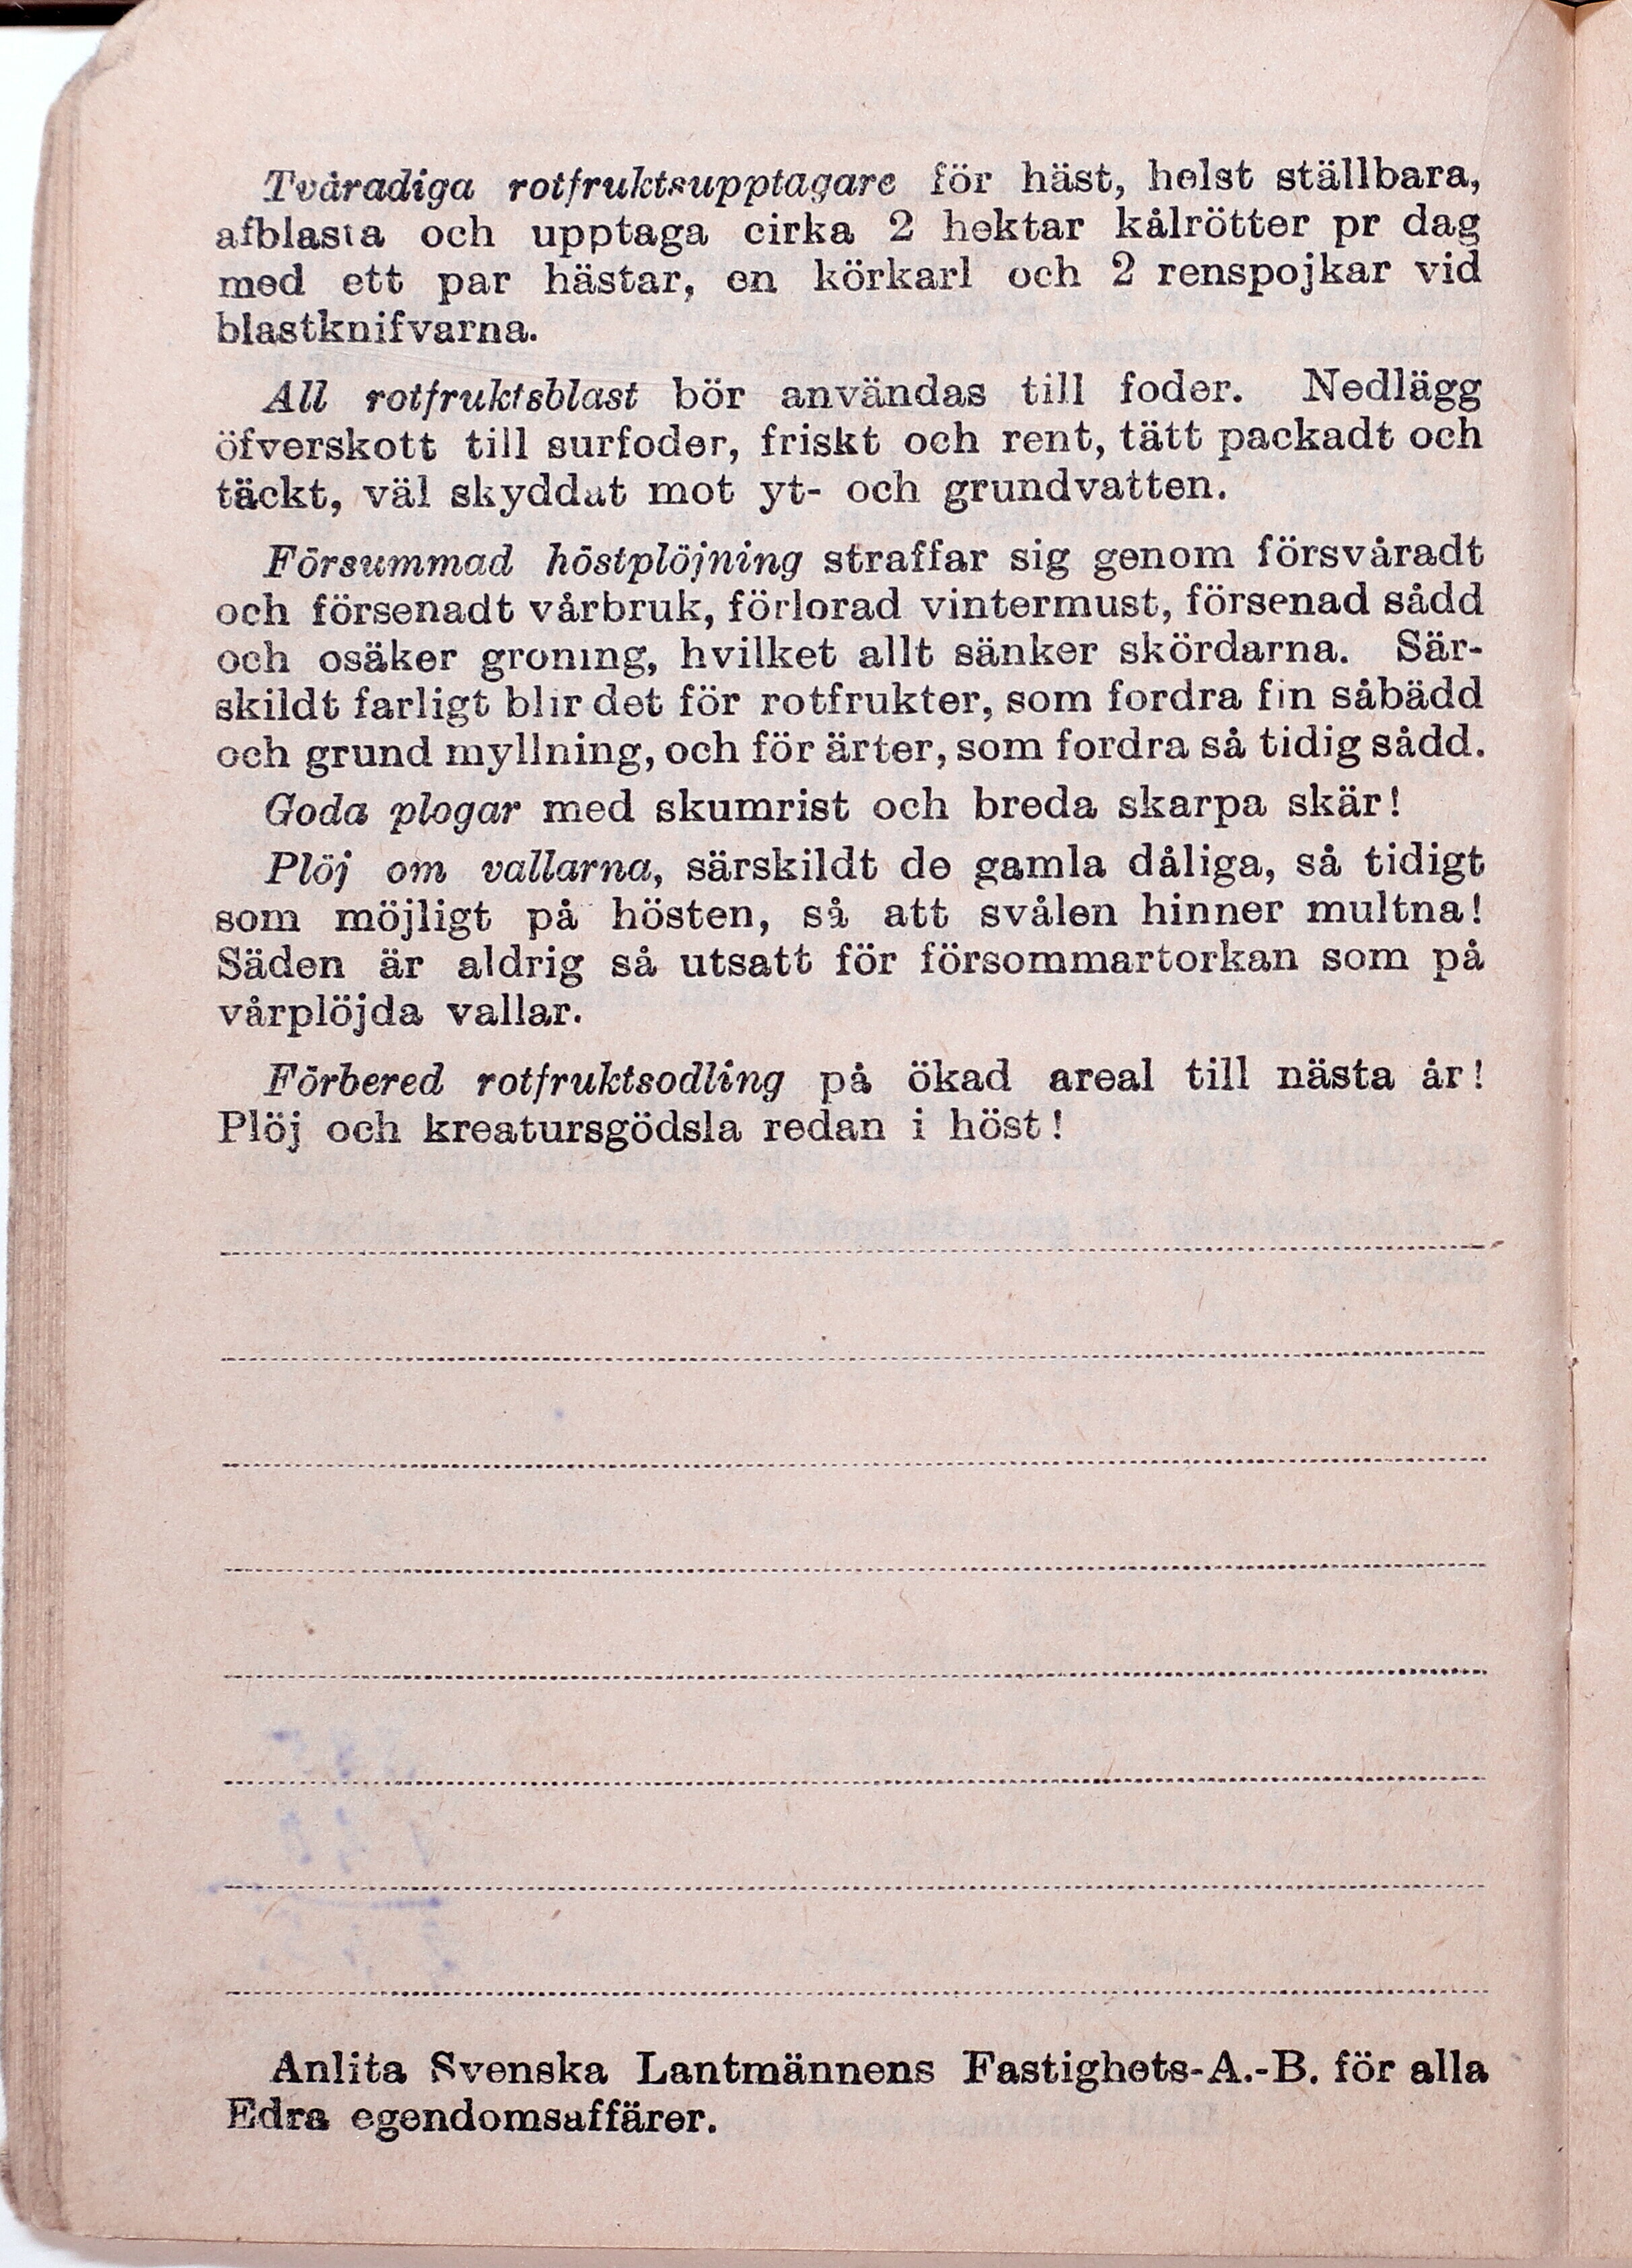 Tvåradiga rotfruktsupptagare för häst, helst ställbara,
afblasta och upptaga cirka 2 hektar kålrötter pr dag
med ett par hästar, en körkarl och 2 renspojkar vid
blastknifvarna.
All rotfruktsblast bör användas till foder. Nedlägg
öfverskott till surfoder, friskt och rent, tätt packadt och
täckt, väl skyddat mot yt- och grundvatten.
Försummad höstplöjning straffar sig genom försvåradt
och försenadt vårbruk, förlorad vintermust, försenad sådd
och osäker groning, hvilket allt sänker skördarna. Sär-
skildt farligt blir det för rotfrukter, som fordra fin såbädd
och grund myllning, och för ärter, som fordra så tidig sådd.
Goda plogar med skumrist och breda skarpa skär!
Plöj om vallarna, särskildt de gamla dåliga, så tidigt
som möjligt på hösten, så att svålen hinner multna!
Säden är aldrig så utsatt för försommartorkan som på
vårplöjda vallar.
Förbered rotfruktsodling på ökad areal till nästa år!
Plöj och kreatursgödsla redan i höst!
Anlita Svenska Lantmännens Fastighets-A.-B. för alla
Edra egendomsaffärer.